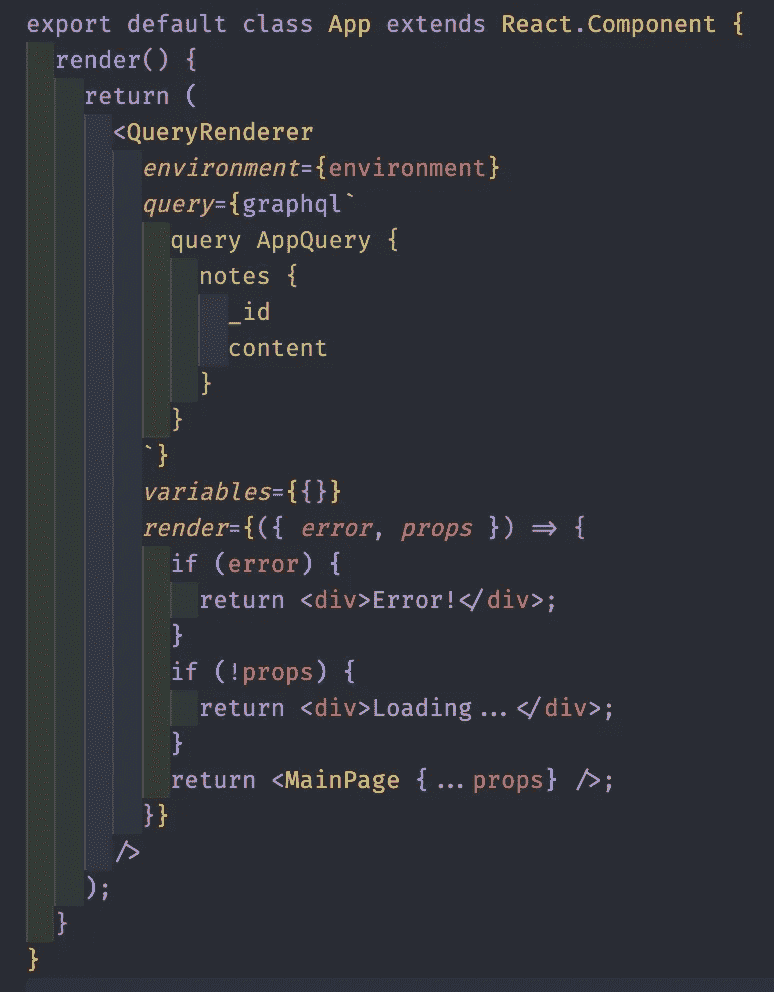 export default class App extends React.Component {
render() {
return (
<QueryRenderer
environment={environment}
query={graphql`
query AppQuery {
notes {
_id
content
}
}
`}
variables={{}}
render={({ error, props }) => {
if (error) {
return <div>Error!</div>;
}
if (!props) {
return <div>Loading...</div>;
}
return <MainPage {...props} />;
}}
/>
);
}
}